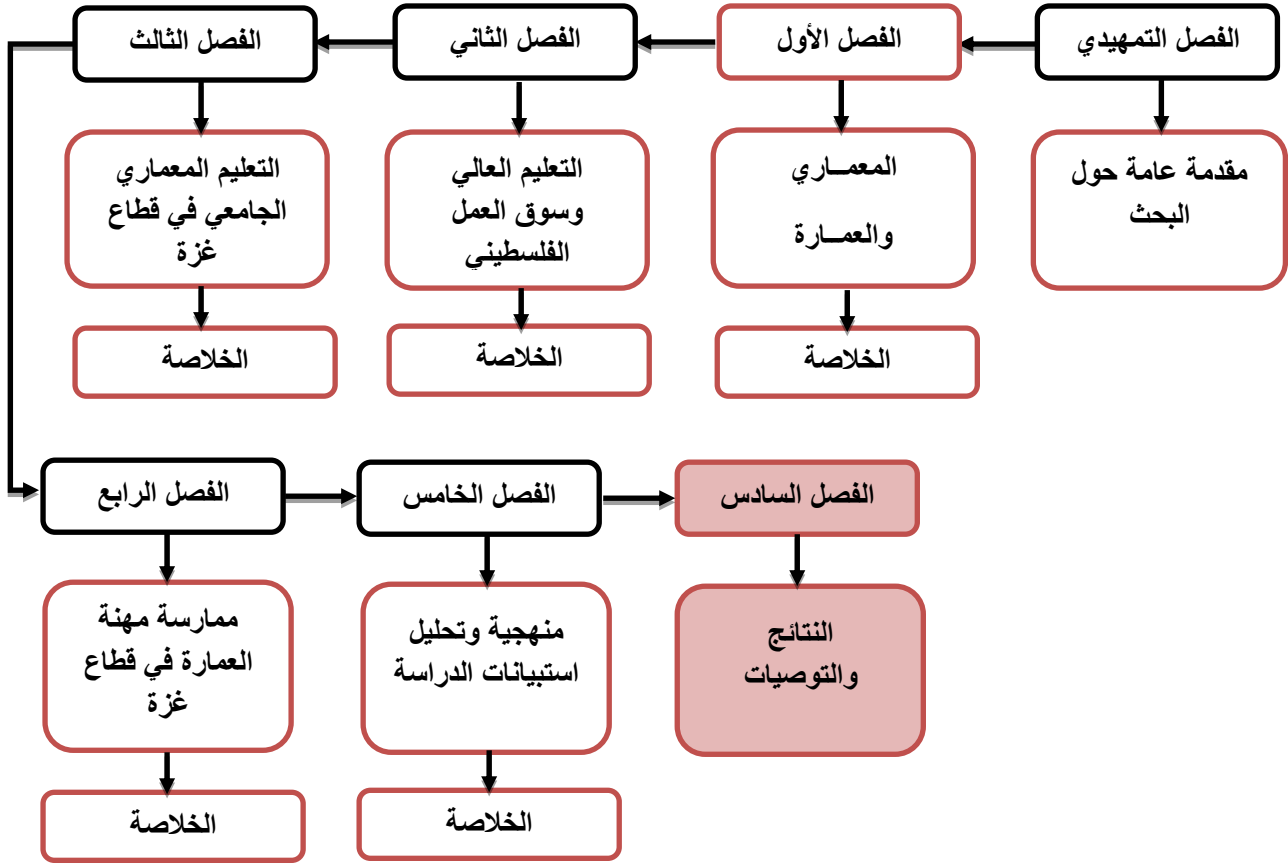 الفصل التمهيدي
الفصل الأول
الفصل الثاني
الفصل الثالث
مقدمة عامة حول
البحث
المعمــاري
والعمــارة
التعليم العالي
وسوق العمل
الفلسطيني
التعليم المعماري
الجامعي في قطاع
غزة
الخلاصة
الخلاصة
الخلاصة
الفصل الرابع
الفصل الخامس
الفصل السادس
ممارسة مهنة
العمارة في قطاع
غزة
منهجية وتحليل
استبيانات الدراسة
النتائج
والتوصيات
الخلاصة
الخلاصة